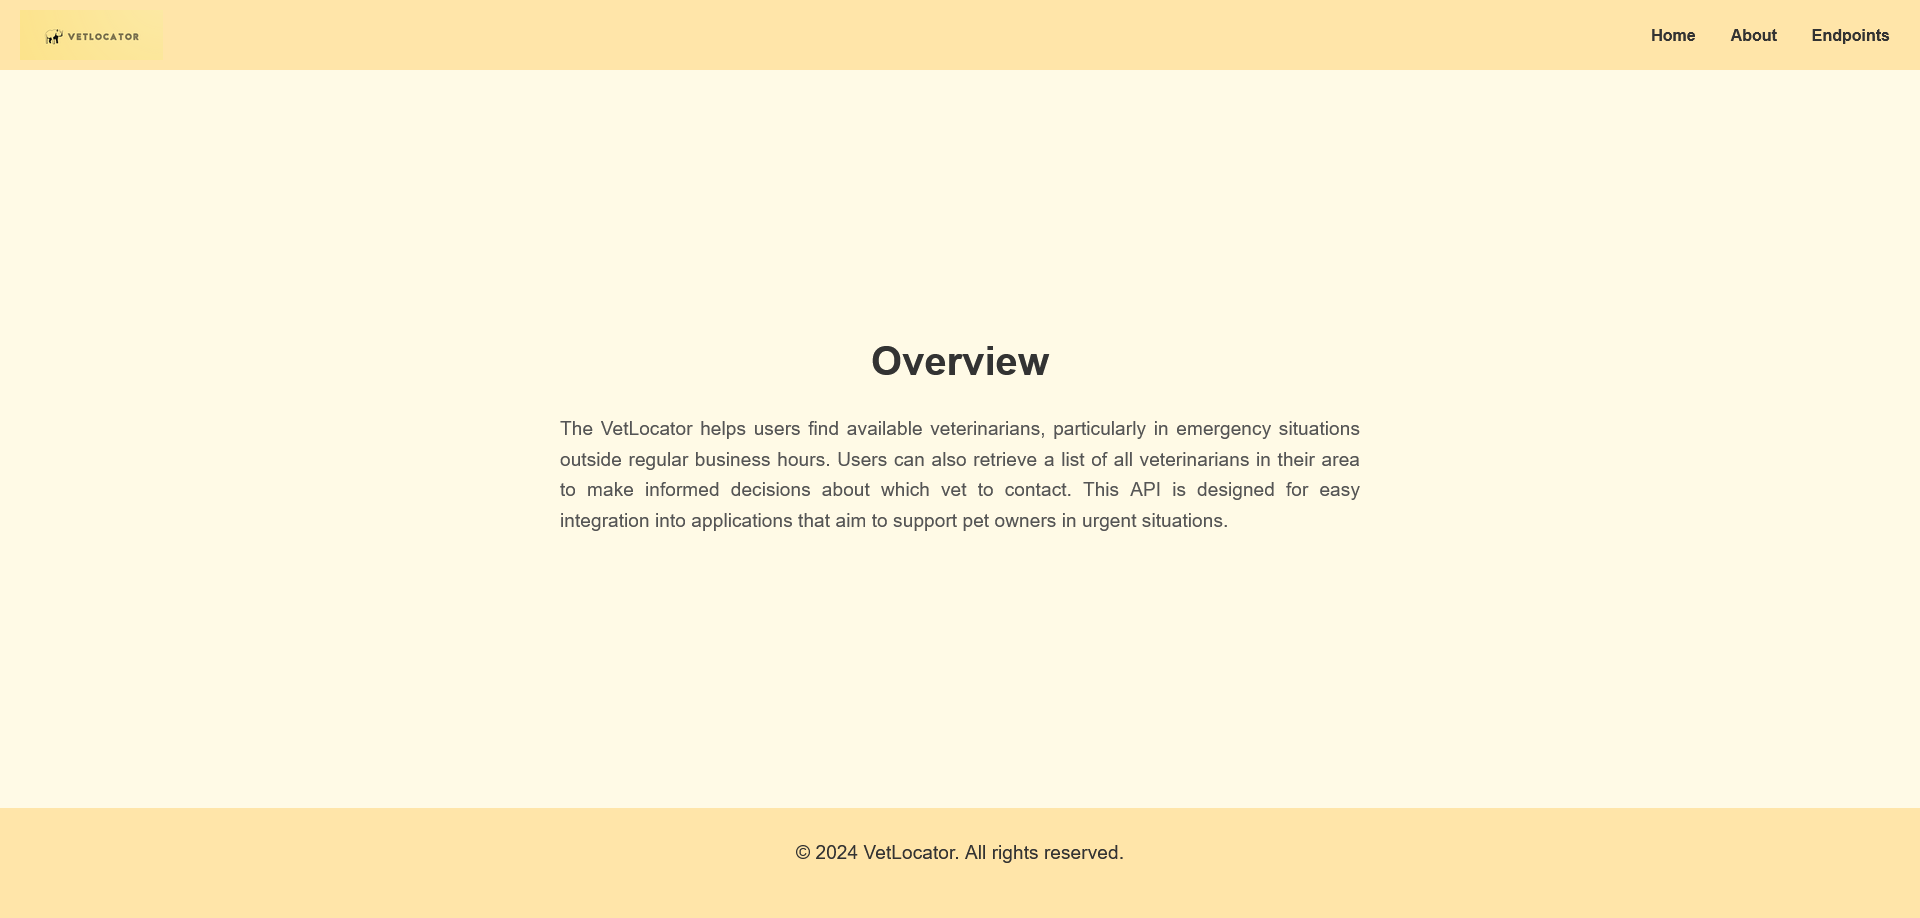 VETLOCATOR
Home
About
Endpoints
Overview
The VetLocator helps users find available veterinarians, particularly in emergency situations
outside regular business hours. Users can also retrieve a list of all veterinarians in their area
to make informed decisions about which vet to contact. This API is designed for easy
integration into applications that aim to support pet owners in urgent situations.
© 2024 VetLocator. All rights reserved.